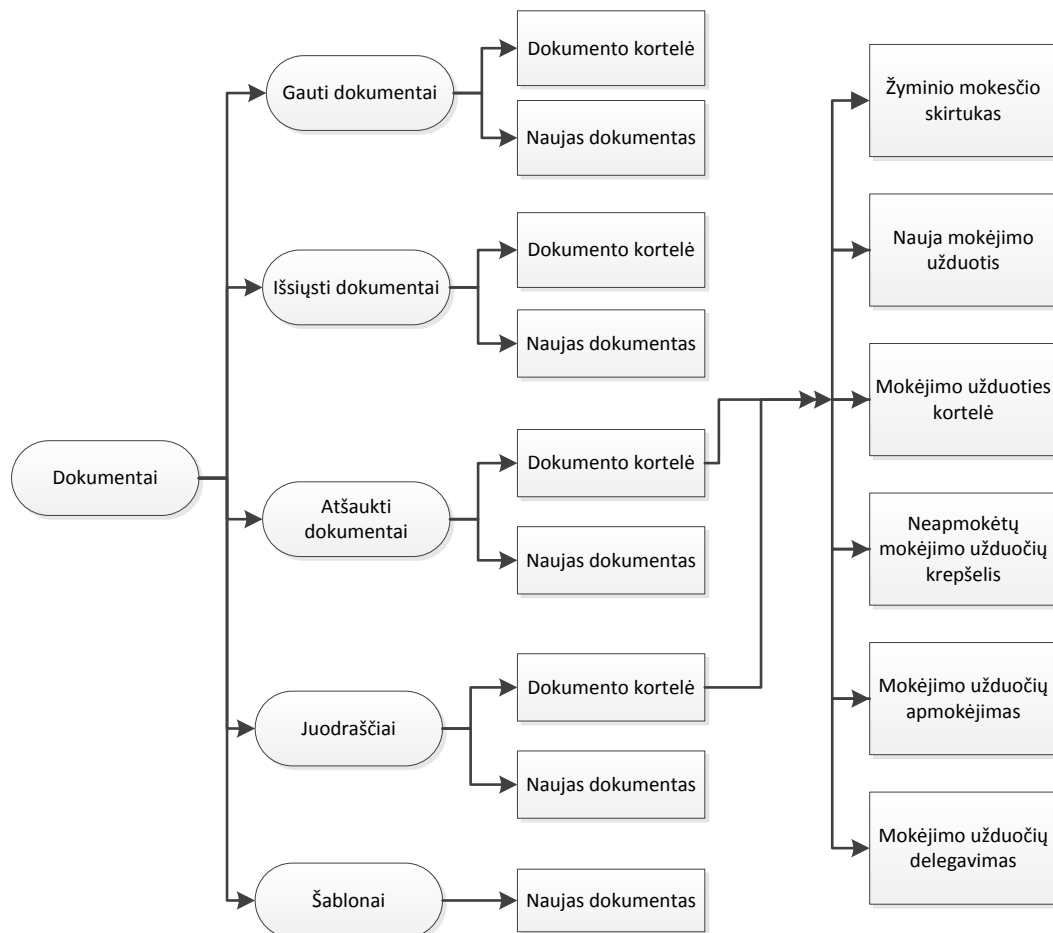 Dokumentai
Gauti dokumentai
Dokumento kortelė
Naujas dokumentas
Išsiųsti dokumentai
Dokumento kortelė
Naujas dokumentas
Atšaukti
dokumentai
Dokumento kortelė
Naujas dokumentas
Juodraščiai
Dokumento kortelė
Naujas dokumentas
Šablonai
Naujas dokumentas
Žyminio mokesčio
skirtukas
Nauja mokėjimo
užduotis
Mokėjimo užduoties
kortelė
Neapmokėtų
mokėjimo užduočių
krepšelis
Mokėjimo užduočių
apmokėjimas
Mokėjimo užduočių
delegavimas